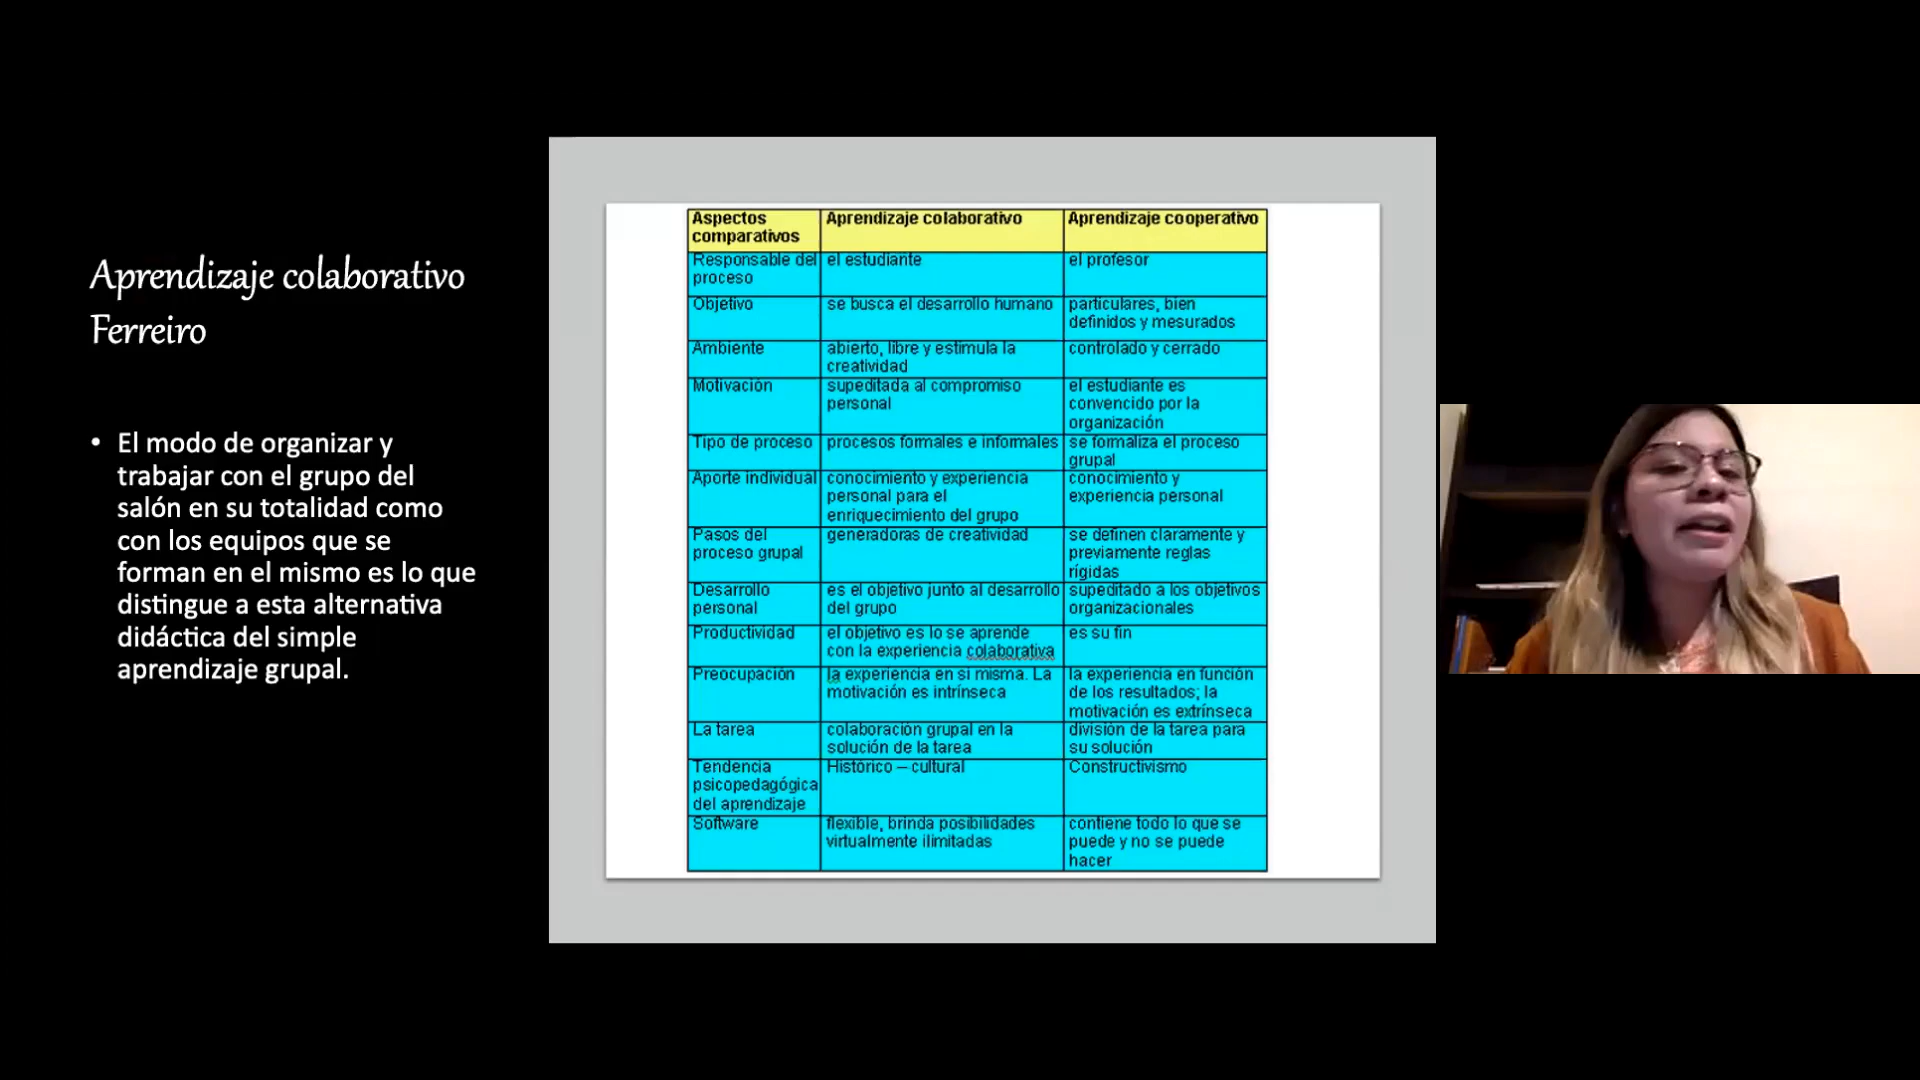 Aprendizaje colaborativo
Ferreiro
• El modo de organizar y
trabajar con el grupo del
salón en su totalidad como
con los equipos que se
forman en el mismo es lo que
distingue a esta alternativa
didáctica del simple
aprendizaje grupal.
Aspectos comparativos | Aprendizaje colaborativo | Aprendizaje cooperativo
Responsable del proceso | el estudiante | el profesor
Objetivo | se busca el desarrollo humano | particulares, bien definidos y mesurados
Ambiente | abierto, libre y estimula la creatividad | controlado y cerrado
Motivación | supeditada al compromiso personal | el estudiante es convencido por la organización
Tipo de proceso | procesos formales e informales | se formaliza el proceso grupal
Aporte individual | conocimiento y experiencia personal para el enriquecimiento del grupo | conocimiento y experiencia personal
Pasos del proceso grupal | generadoras de creatividad | se definen claramente y previamente reglas rígidas
Desarrollo personal | es el objetivo junto al desarrollo del grupo | supeditado a los objetivos organizacionales
Productividad | el objetivo es lo se aprende con la experiencia colaborativa | es su fin
Preocupación | la experiencia en sí misma. La motivación es intrínseca | la experiencia en función de los resultados; la motivación es extrínseca
La tarea | colaboración grupal en la solución de la tarea | división de la tarea para su solución
Tendencia psicopedagógica del aprendizaje | Histórico – cultural | Constructivismo
Software | flexible, brinda posibilidades virtualmente ilimitadas | contiene todo lo que se puede y no se puede hacer